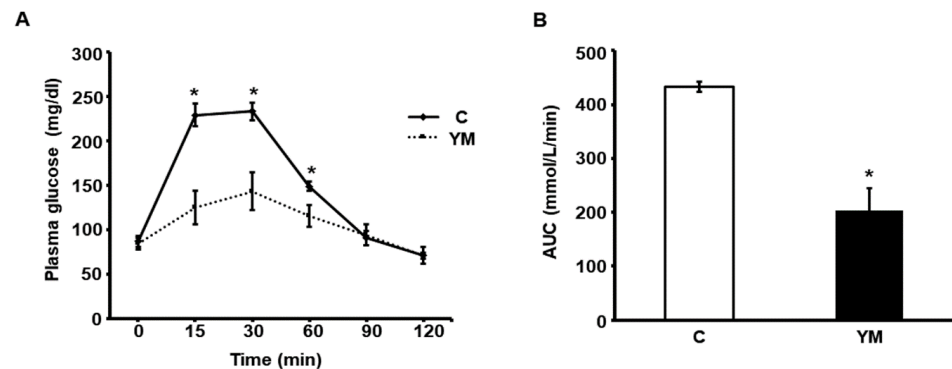 A
Plasma glucose (mg/dl)
300
250
200
150
100
50
0
* * *
C
YM
0 15 30 60 90 120
Time (min)
B
AUC (mmol/L/min)
500
400
300
200
100
0
*
C YM